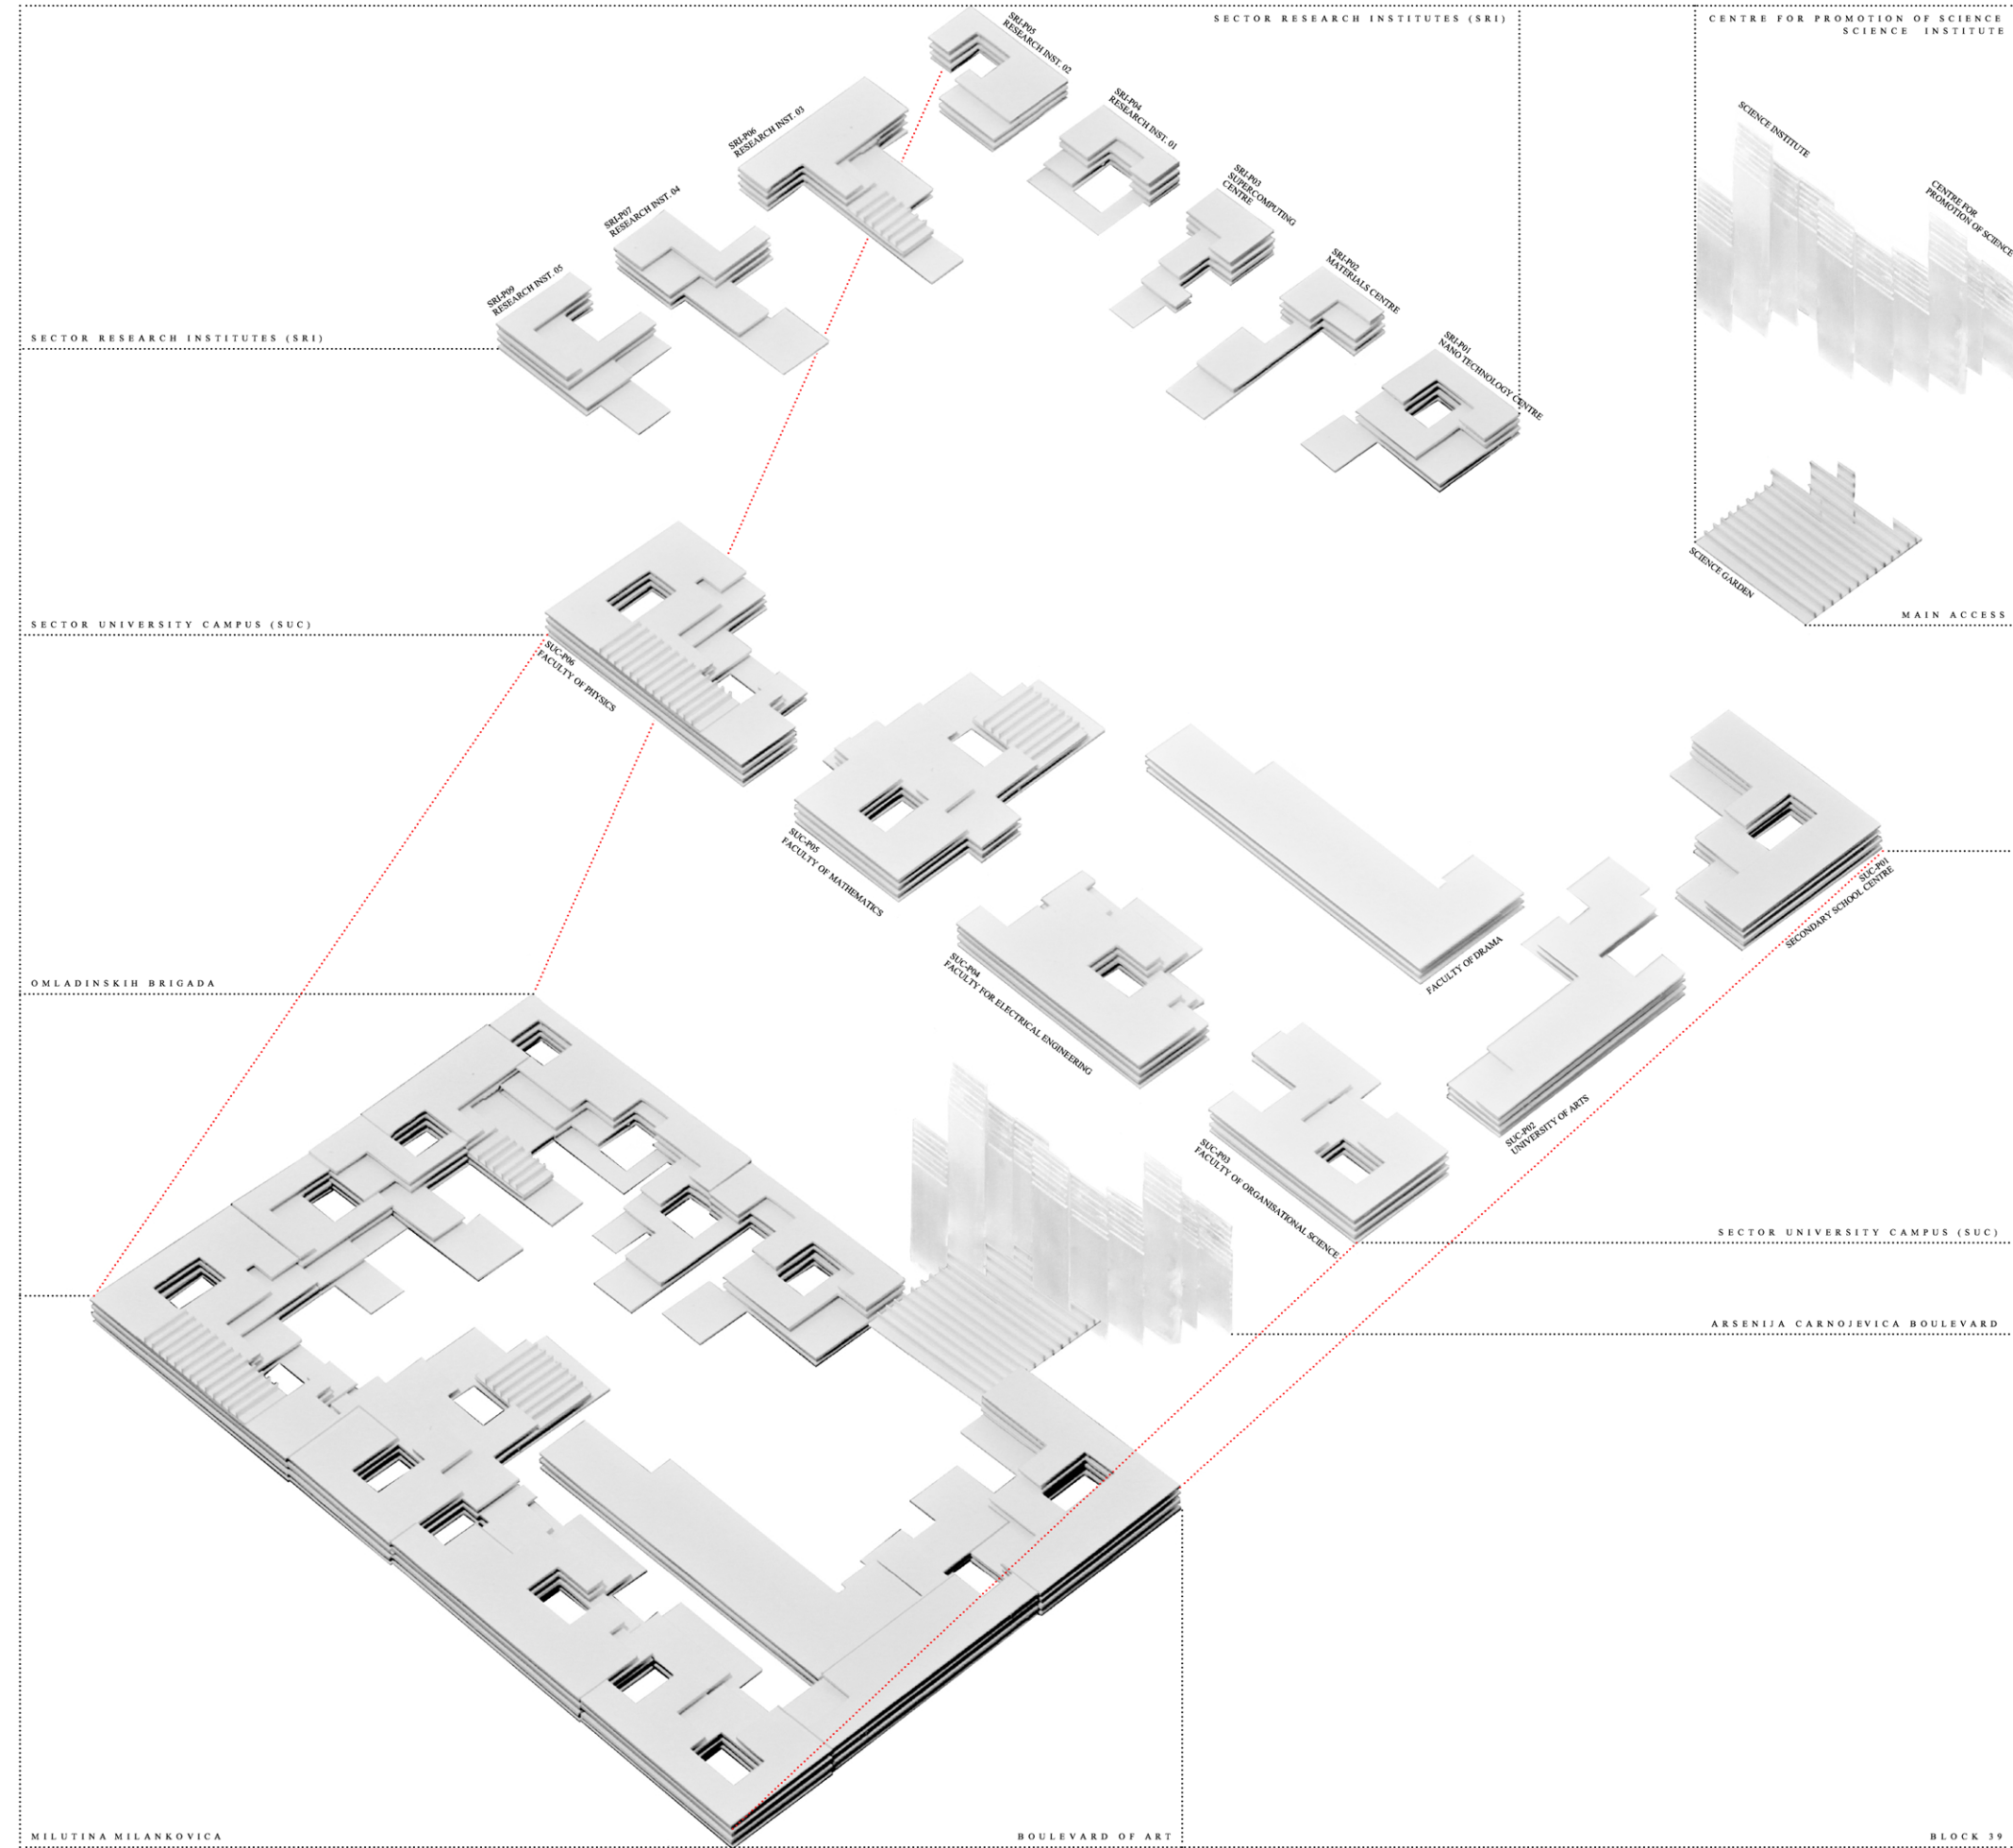 SECTOR RESEARCH INSTITUTES (SRI)
CENTRE FOR PROMOTION OF SCIENCE
SCIENCE INSTITUTE
SRI-P05
RESEARCH INST. 02
SRI-P04
RESEARCH INST. 01
SRI-P06
RESEARCH INST. 03
SCIENCE INSTITUTE
SRI-P03
SUPERCOMPUTING
CENTRE
CENTRE FOR
PROMOTION OF SCIENCE
SRI-P07
RESEARCH INST. 04
SRI-P02
MATERIALS CENTRE
SRI-P09
RESEARCH INST. 05
SECTOR RESEARCH INSTITUTES (SRI)
SRI-P01
NANO TECHNOLOGY CENTRE
SCIENCE GARDEN
MAIN ACCESS
SECTOR UNIVERSITY CAMPUS (SUC)
SUC-P06
FACULTY OF PHYSICS
SUC-P05
FACULTY OF MATHEMATICS
SUC-P01
SECONDARY SCHOOL CENTRE
FACULTY OF DRAMA
SUC-P04
FACULTY FOR ELECTRICAL ENGINEERING
OMLADINSKIH BRIGADA
SUC-P02
UNIVERSITY OF ARTS
SUC-P03
FACULTY OF ORGANISATIONAL SCIENCE
SECTOR UNIVERSITY CAMPUS (SUC)
ARSENIJA CARNOJEVICA BOULEVARD
MILUTINA MILANKOVICA
BOULEVARD OF ART
BLOCK 39